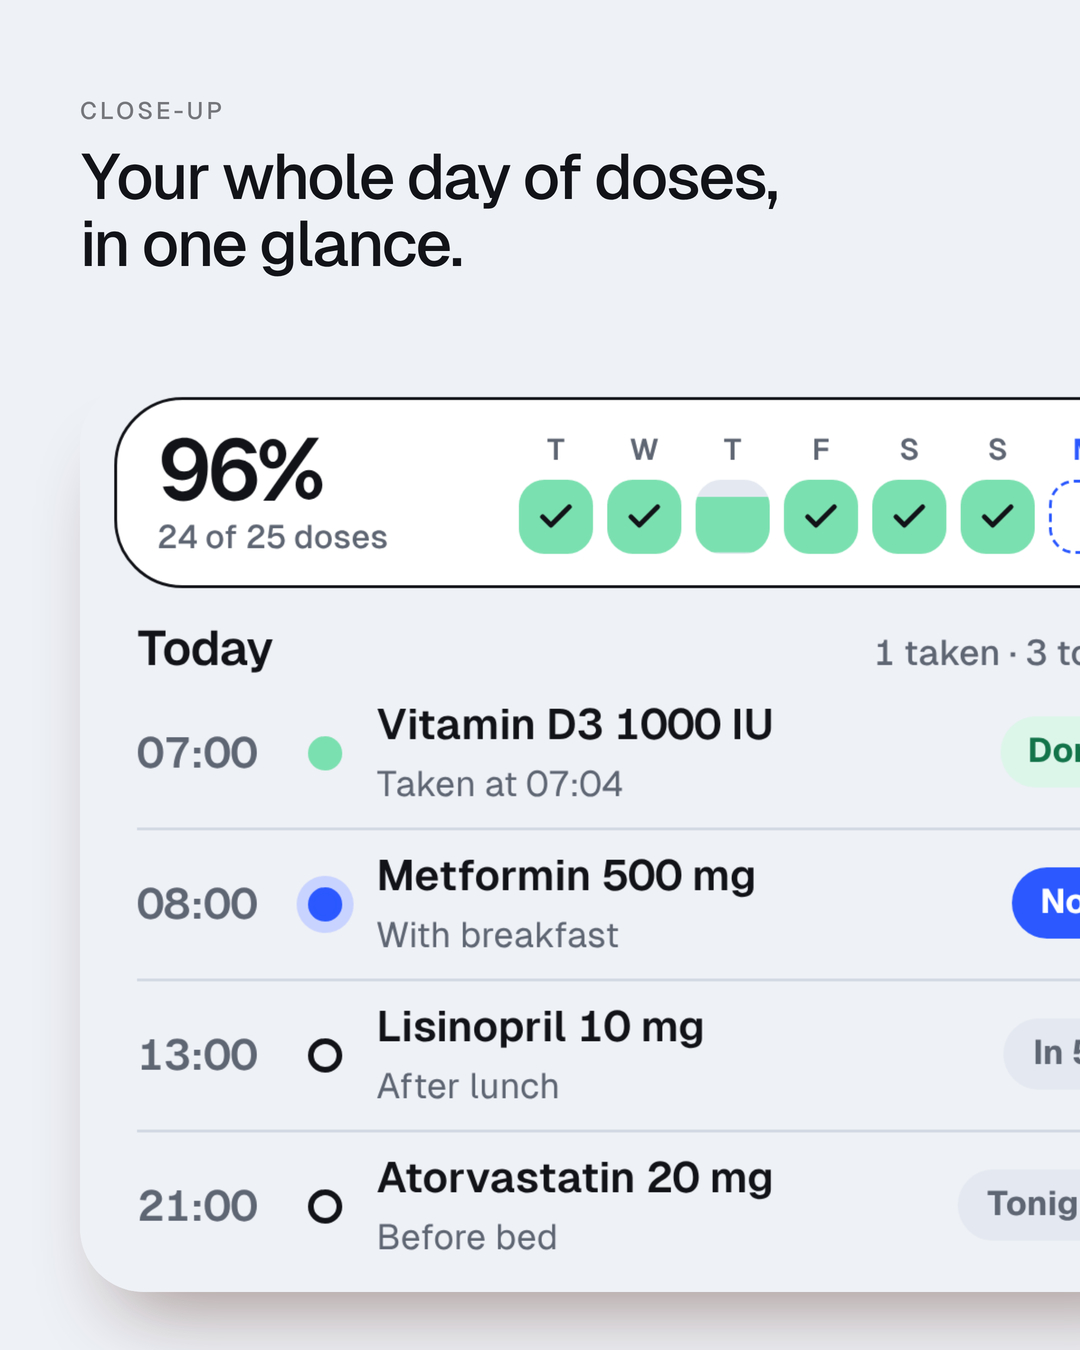 CLOSE-UP
Your whole day of doses,
in one glance.
96%
24 of 25 doses
T W T F S S
Today
1 taken · 3
07:00
Vitamin D3 1000 IU
Taken at 07:04
08:00
Metformin 500 mg
With breakfast
13:00
Lisinopril 10 mg
After lunch
In
21:00
Atorvastatin 20 mg
Before bed